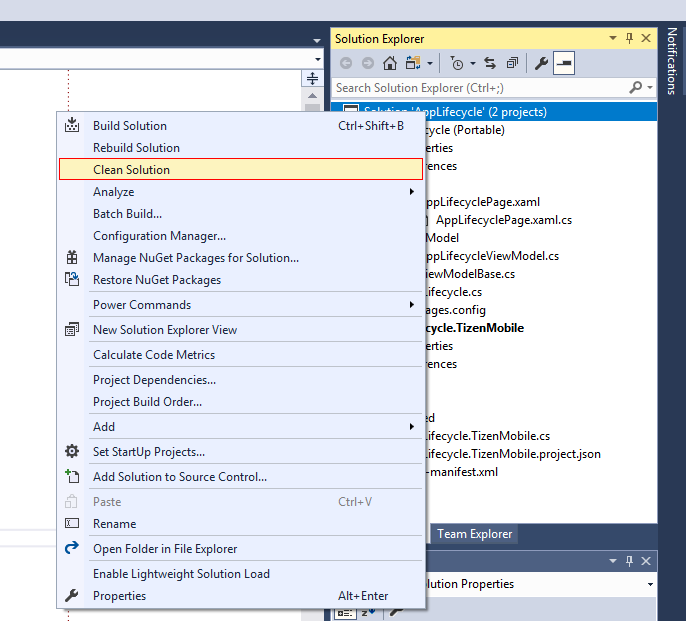 Solution Explorer
Notifications
Search Solution Explorer (Ctrl+;)
Solution 'AppLifecycle' (2 projects)
cycle (Portable)
erties
ences
ppLifecyclePage.xaml
AppLifecyclePage.xaml.cs
Model
ppLifecycleViewModel.cs
iewModelBase.cs
ifecycle.cs
ages.config
cycle.TizenMobile
erties
ences
ed
ifecycle.TizenMobile.cs
ifecycle.TizenMobile.project.json
-manifest.xml
Build Solution Ctrl+Shift+B
Rebuild Solution
Clean Solution
Analyze
Batch Build...
Configuration Manager...
Manage NuGet Packages for Solution...
Restore NuGet Packages
Power Commands
New Solution Explorer View
Calculate Code Metrics
Project Dependencies...
Project Build Order...
Add
Set StartUp Projects...
Add Solution to Source Control...
Paste Ctrl+V
Rename
Open Folder in File Explorer
Enable Lightweight Solution Load
Properties Alt+Enter
Team Explorer
lution Properties